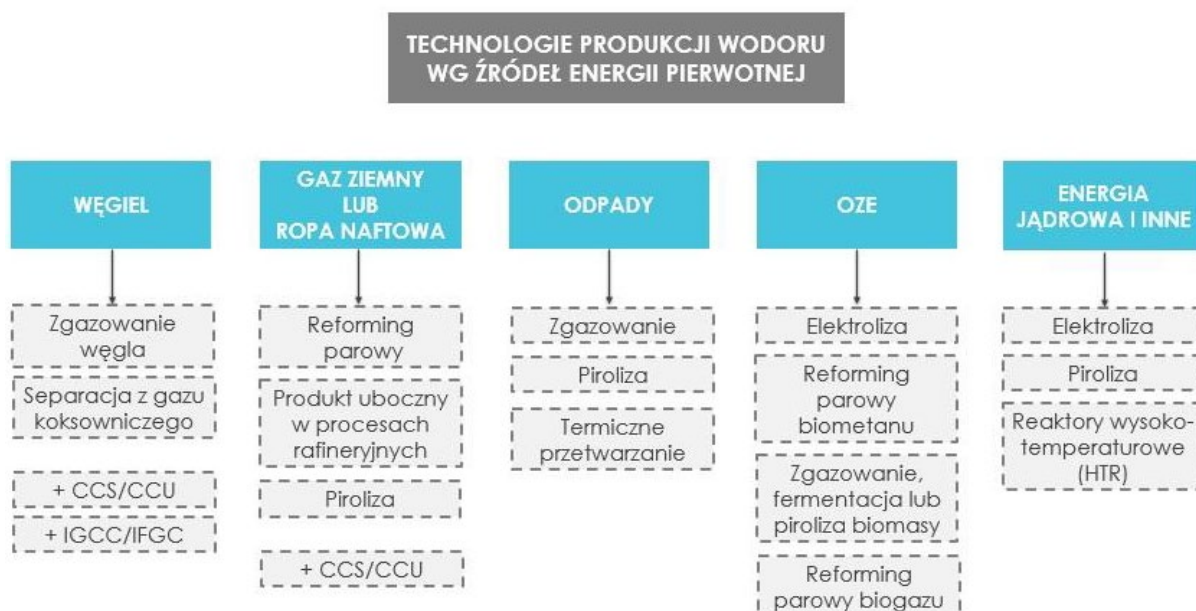 TECHNOLOGIE PRODUKCJI WODORU
WG ŹRÓDEŁ ENERGII PIERWOTNEJ
WĘGIEL
Zgazowanie
węgla
Separacja z gazu
koksowniczego
+ CCS/CCU
+ IGCC/IFGC
GAZ ZIEMNY
LUB
ROPA NAFTOWA
Reforming
parowy
Produkt uboczny
w procesach
rafineryjnych
Piroliza
+ CCS/CCU
ODPADY
Zgazowanie
Piroliza
Termiczne
przetwarzanie
OZE
Elektroliza
Reforming
parowy
biometanu
Zgazowanie,
fermentacja lub
piroliza biomasy
Reforming
parowy biogazu
ENERGIA
JĄDROWA I INNE
Elektroliza
Piroliza
Reaktory wysoko-
temperaturowe
(HTR)